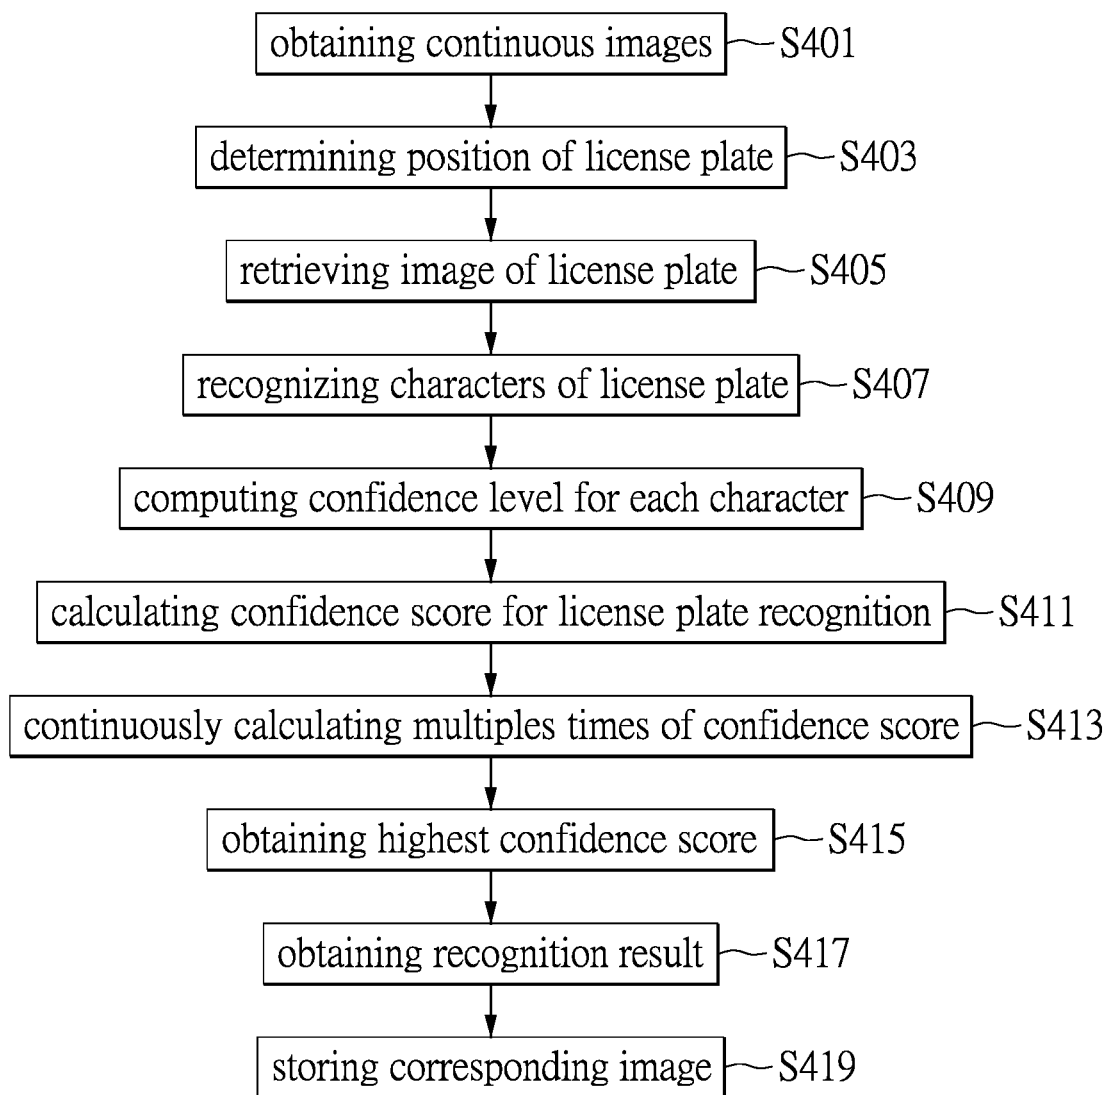 obtaining continuous images S401
determining position of license plate S403
retrieving image of license plate S405
recognizing characters of license plate S407
computing confidence level for each character S409
calculating confidence score for license plate recognition S411
continuously calculating multiples times of confidence score S413
obtaining highest confidence score S415
obtaining recognition result S417
storing corresponding image S419